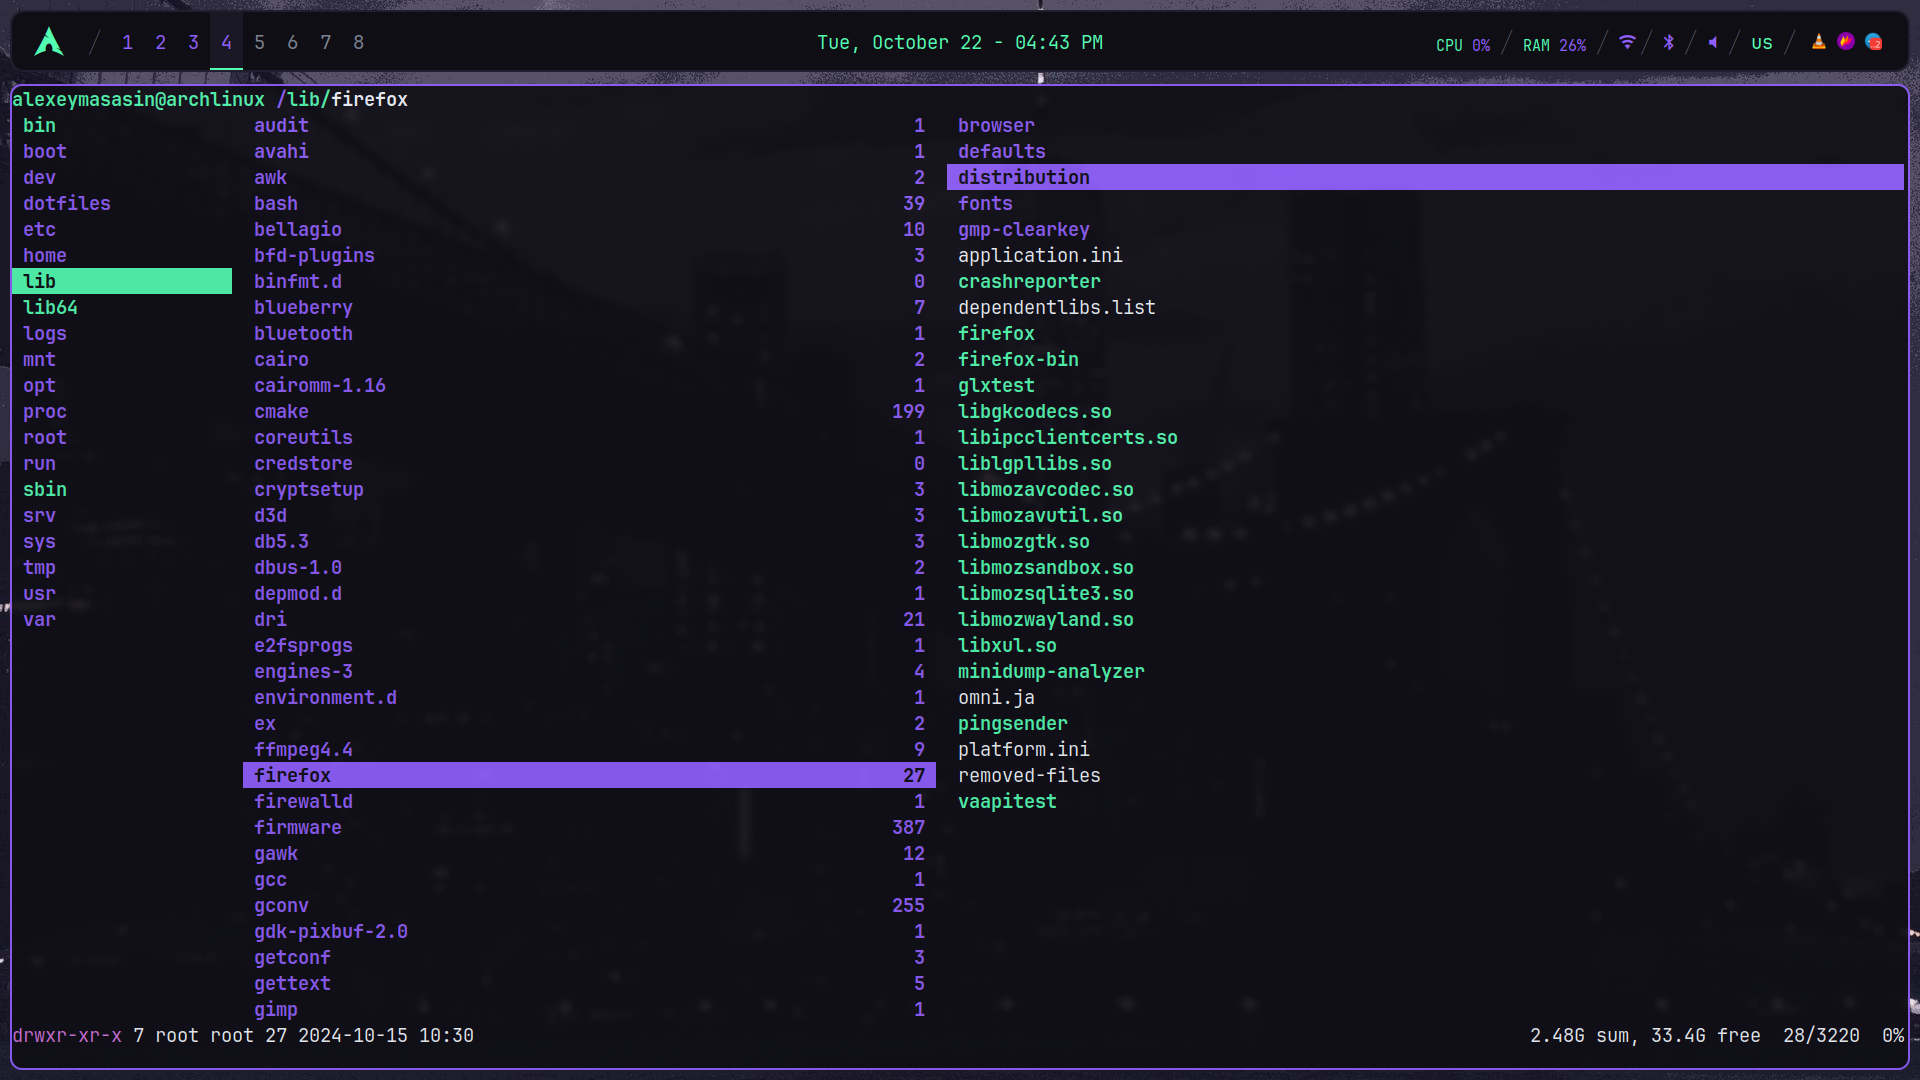 1 2 3 4 5 6 7 8 Tue, October 22 - 04:43 PM CPU 0% RAM 26% US
alexeymasasin@archlinux /lib/firefox
bin audit 1 browser
boot avahi 1 defaults
dev awk 2 distribution
dotfiles bash 39 fonts
etc bellagio 10 gmp-clearkey
home bfd-plugins 3 application.ini
lib binfmt.d 0 crashreporter
lib64 blueberry 7 dependentlibs.list
logs bluetooth 1 firefox
mnt cairo 2 firefox-bin
opt cairomm-1.16 1 glxtest
proc cmake 199 libgkcodecs.so
root coreutils 1 libipcclientcerts.so
run credstore 0 liblgpllibs.so
sbin cryptsetup 3 libmozavcodec.so
srv d3d 3 libmozavutil.so
sys db5.3 3 libmozgtk.so
tmp dbus-1.0 2 libmozsandbox.so
usr depmod.d 1 libmozsqlite3.so
var dri 21 libmozwayland.so
e2fsprogs 1 libxul.so
engines-3 4 minidump-analyzer
environment.d 1 omni.ja
ex 2 pingsender
ffmpeg4.4 9 platform.ini
firefox 27 removed-files
firewalld 1 vaapitest
firmware 387
gawk 12
gcc 1
gconv 255
gdk-pixbuf-2.0 1
getconf 3
gettext 5
gimp 1
drwxr-xr-x 7 root root 27 2024-10-15 10:30 2.48G sum, 33.4G free 28/3220 0%